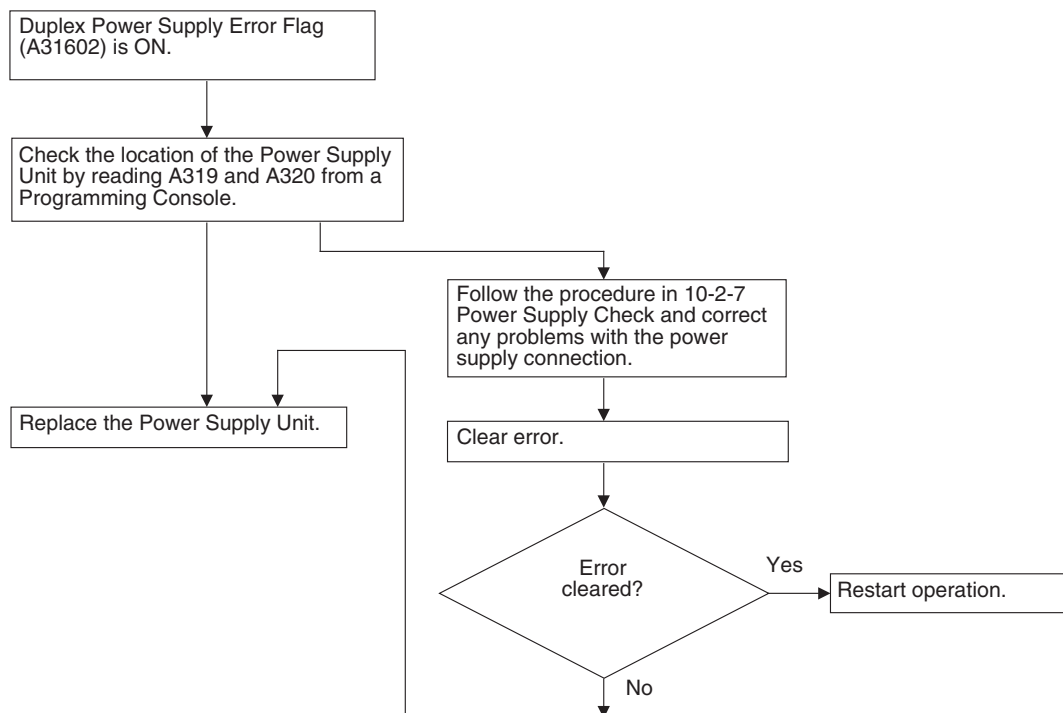 Duplex Power Supply Error Flag
(A31602) is ON.
Check the location of the Power Supply
Unit by reading A319 and A320 from a
Programming Console.
Follow the procedure in 10-2-7
Power Supply Check and correct
any problems with the power
supply connection.
Replace the Power Supply Unit.
Clear error.
Error
cleared?
Yes
Restart operation.
No